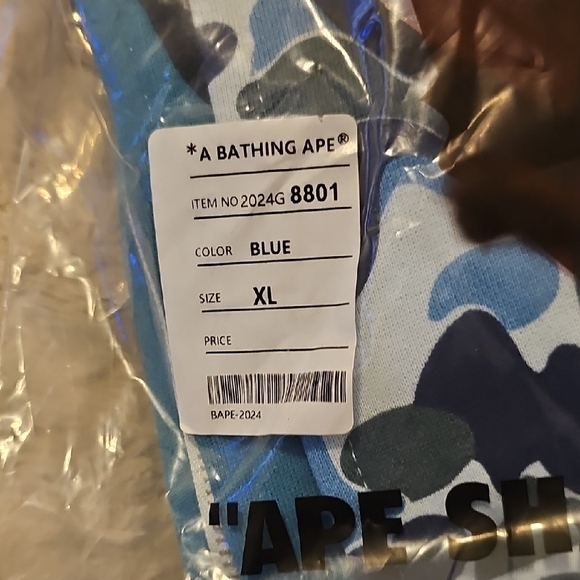 *A BATHING APE®
ITEM NO 2024G 8801
COLOR BLUE
SIZE XL
PRICE
BAPE-2024
"APE SH